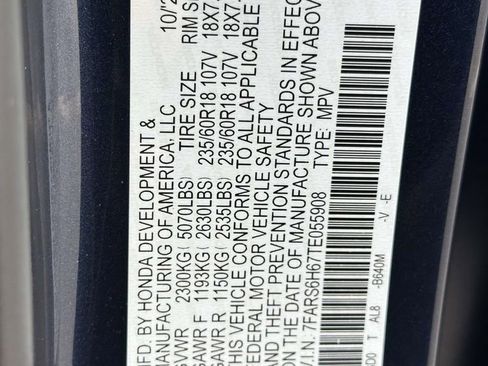 MFD. BY HONDA DEVELOPMENT & 10/2
MANUFACTURING OF AMERICA, LLC
TIRE SIZE RIM S
GVWR 2300KG ( 5070LBS)
GAWR F 1193KG( 2630LBS) 235/60R18 107V 18X7.
GAWR R 1150KG( 2535LBS) 235/60R18 107V 18X7.
THIS VEHICLE CONFORMS TO ALL APPLICABLE
FEDERAL MOTOR VEHICLE SAFETY
THEFT PREVENTION STANDARDS IN EFFEC
ON THE DATE OF MANUFACTURE SHOWN ABOVE
V.I.N: 7FARS6H67TE055908 TYPE: MPV
T AL8 -B640M -V -E